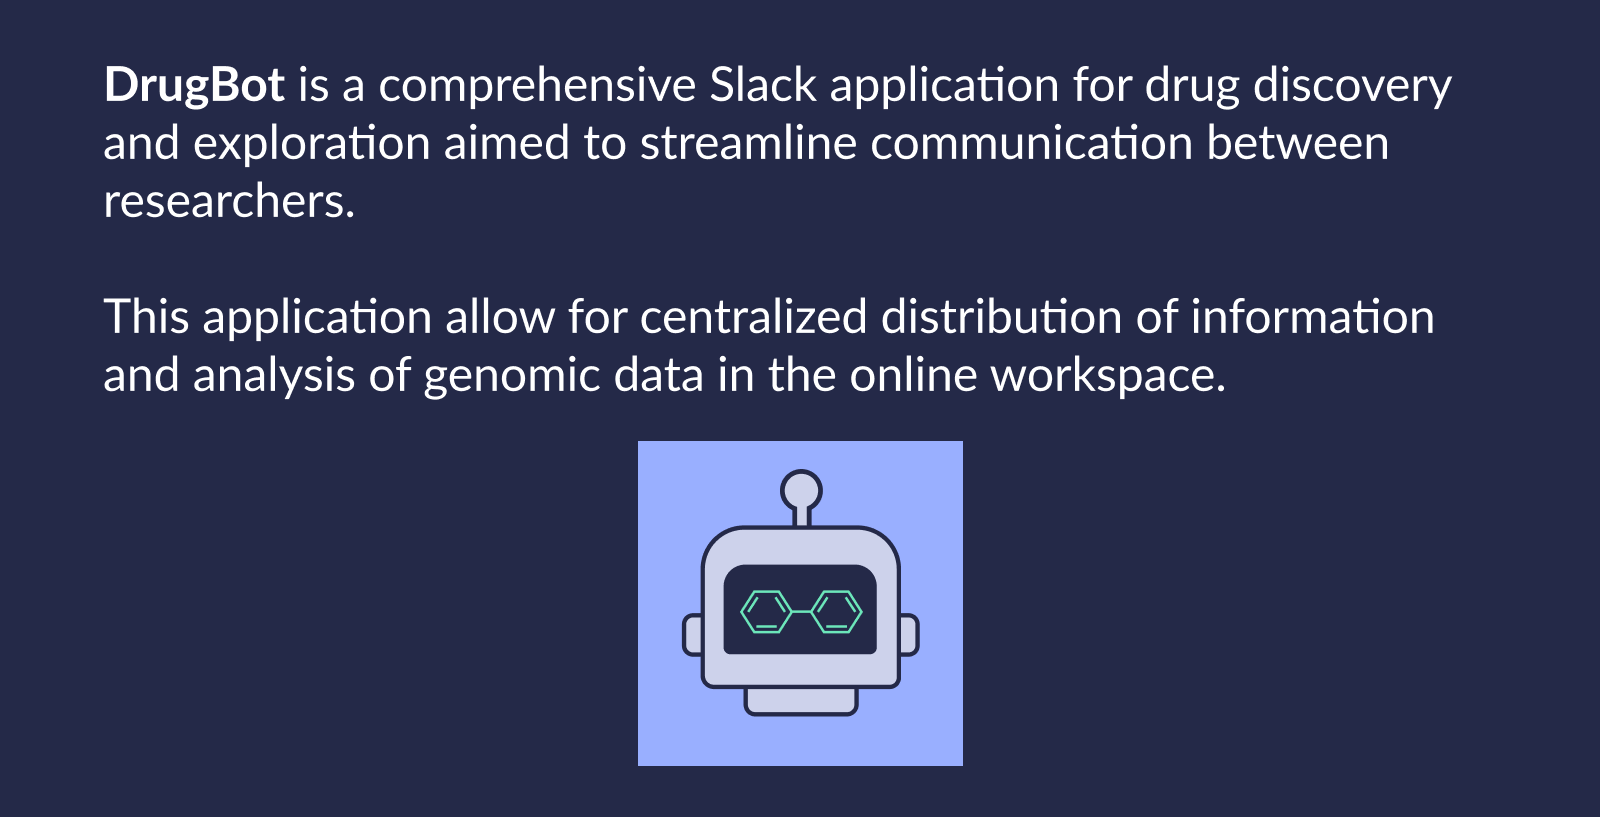 DrugBot is a comprehensive Slack application for drug discovery
and exploration aimed to streamline communication between
researchers.
This application allow for centralized distribution of information
and analysis of genomic data in the online workspace.